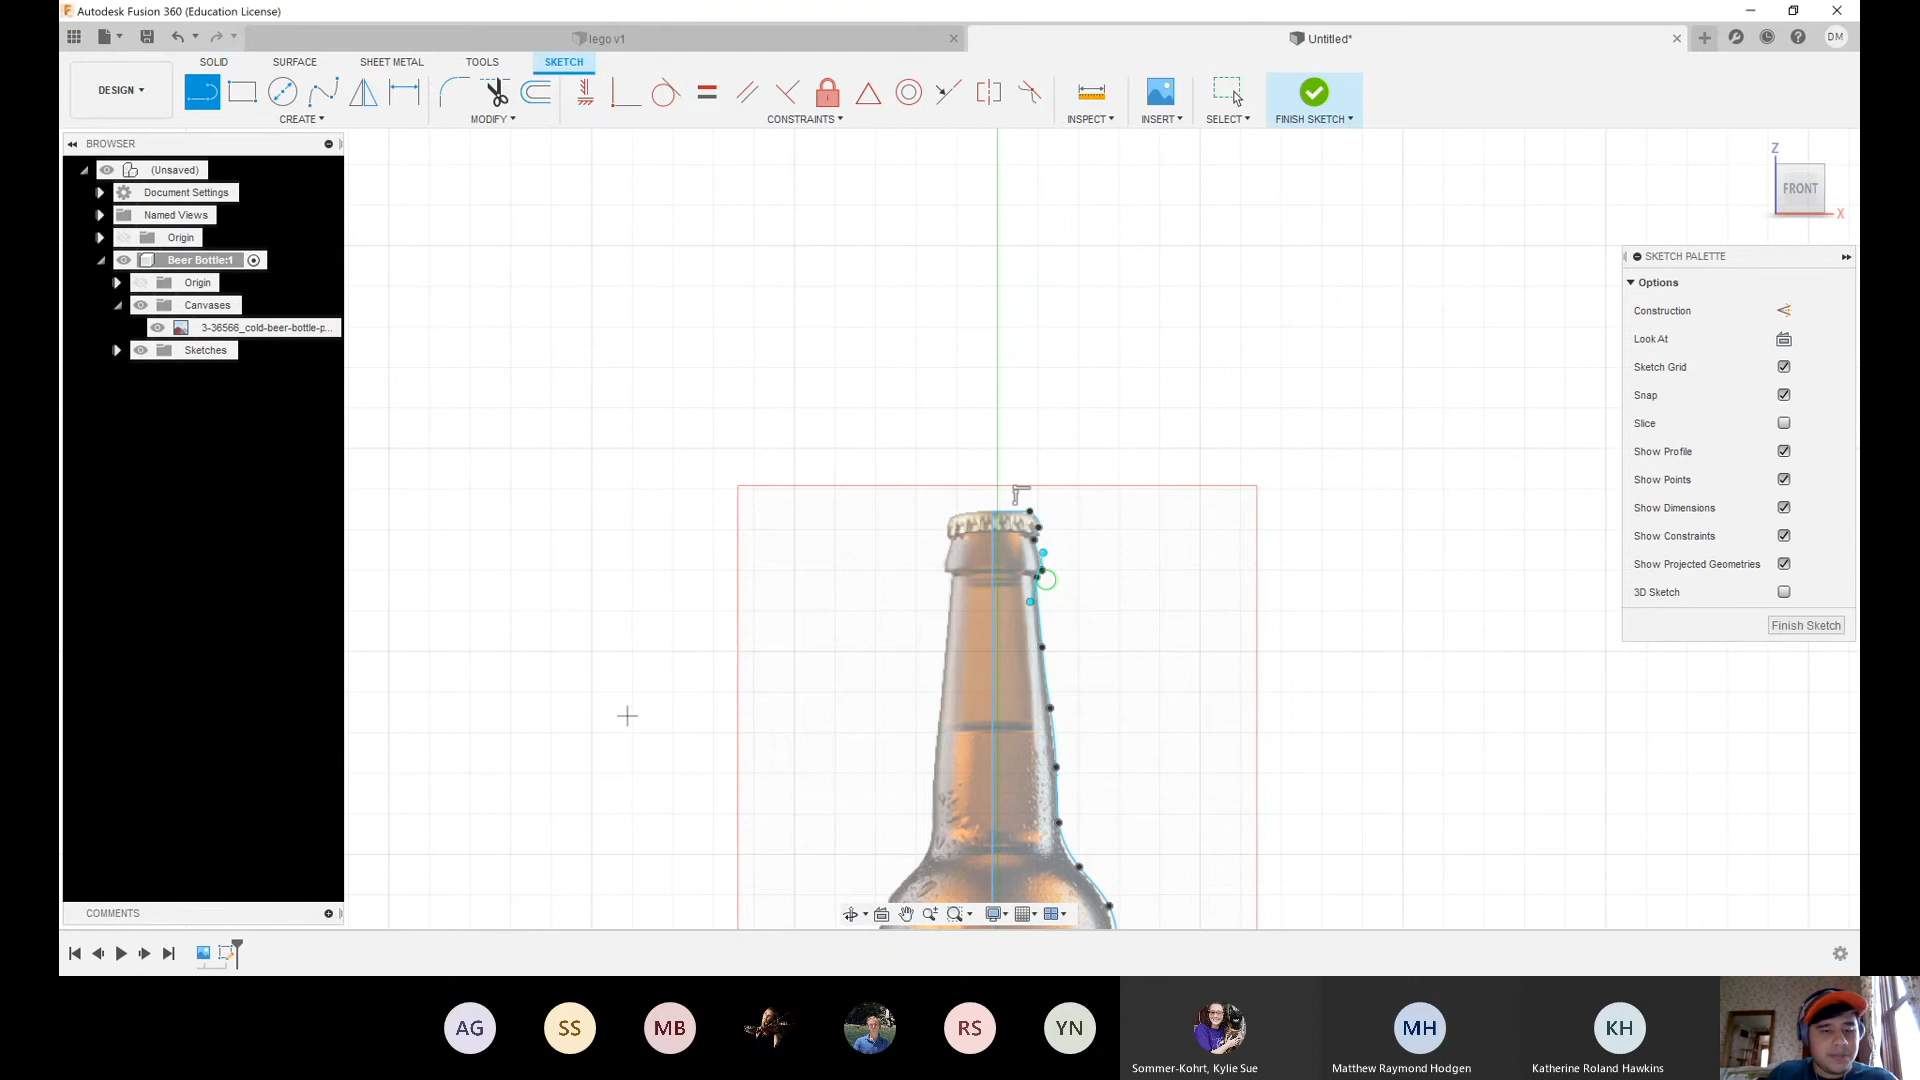 Autodesk Fusion 360 (Education License)
lego v1
Untitled*
DM
DESIGN
SOLID
SURFACE
SHEET METAL
TOOLS
SKETCH
CREATE
MODIFY
CONSTRAINTS
INSPECT
INSERT
SELECT
FINISH SKETCH
BROWSER
(Unsaved)
Document Settings
Named Views
Origin
Beer Bottle:1
Origin
Canvases
3-36566_cold-beer-bottle-p...
Sketches
Z
FRONT
X
SKETCH PALETTE
Options
Construction
Look At
Sketch Grid
Snap
Slice
Show Profile
Show Points
Show Dimensions
Show Constraints
Show Projected Geometries
3D Sketch
Finish Sketch
COMMENTS
AG
SS
MB
RS
YN
MH
KH
Sommer-Kohrt, Kylie Sue
Matthew Raymond Hodgen
Katherine Roland Hawkins